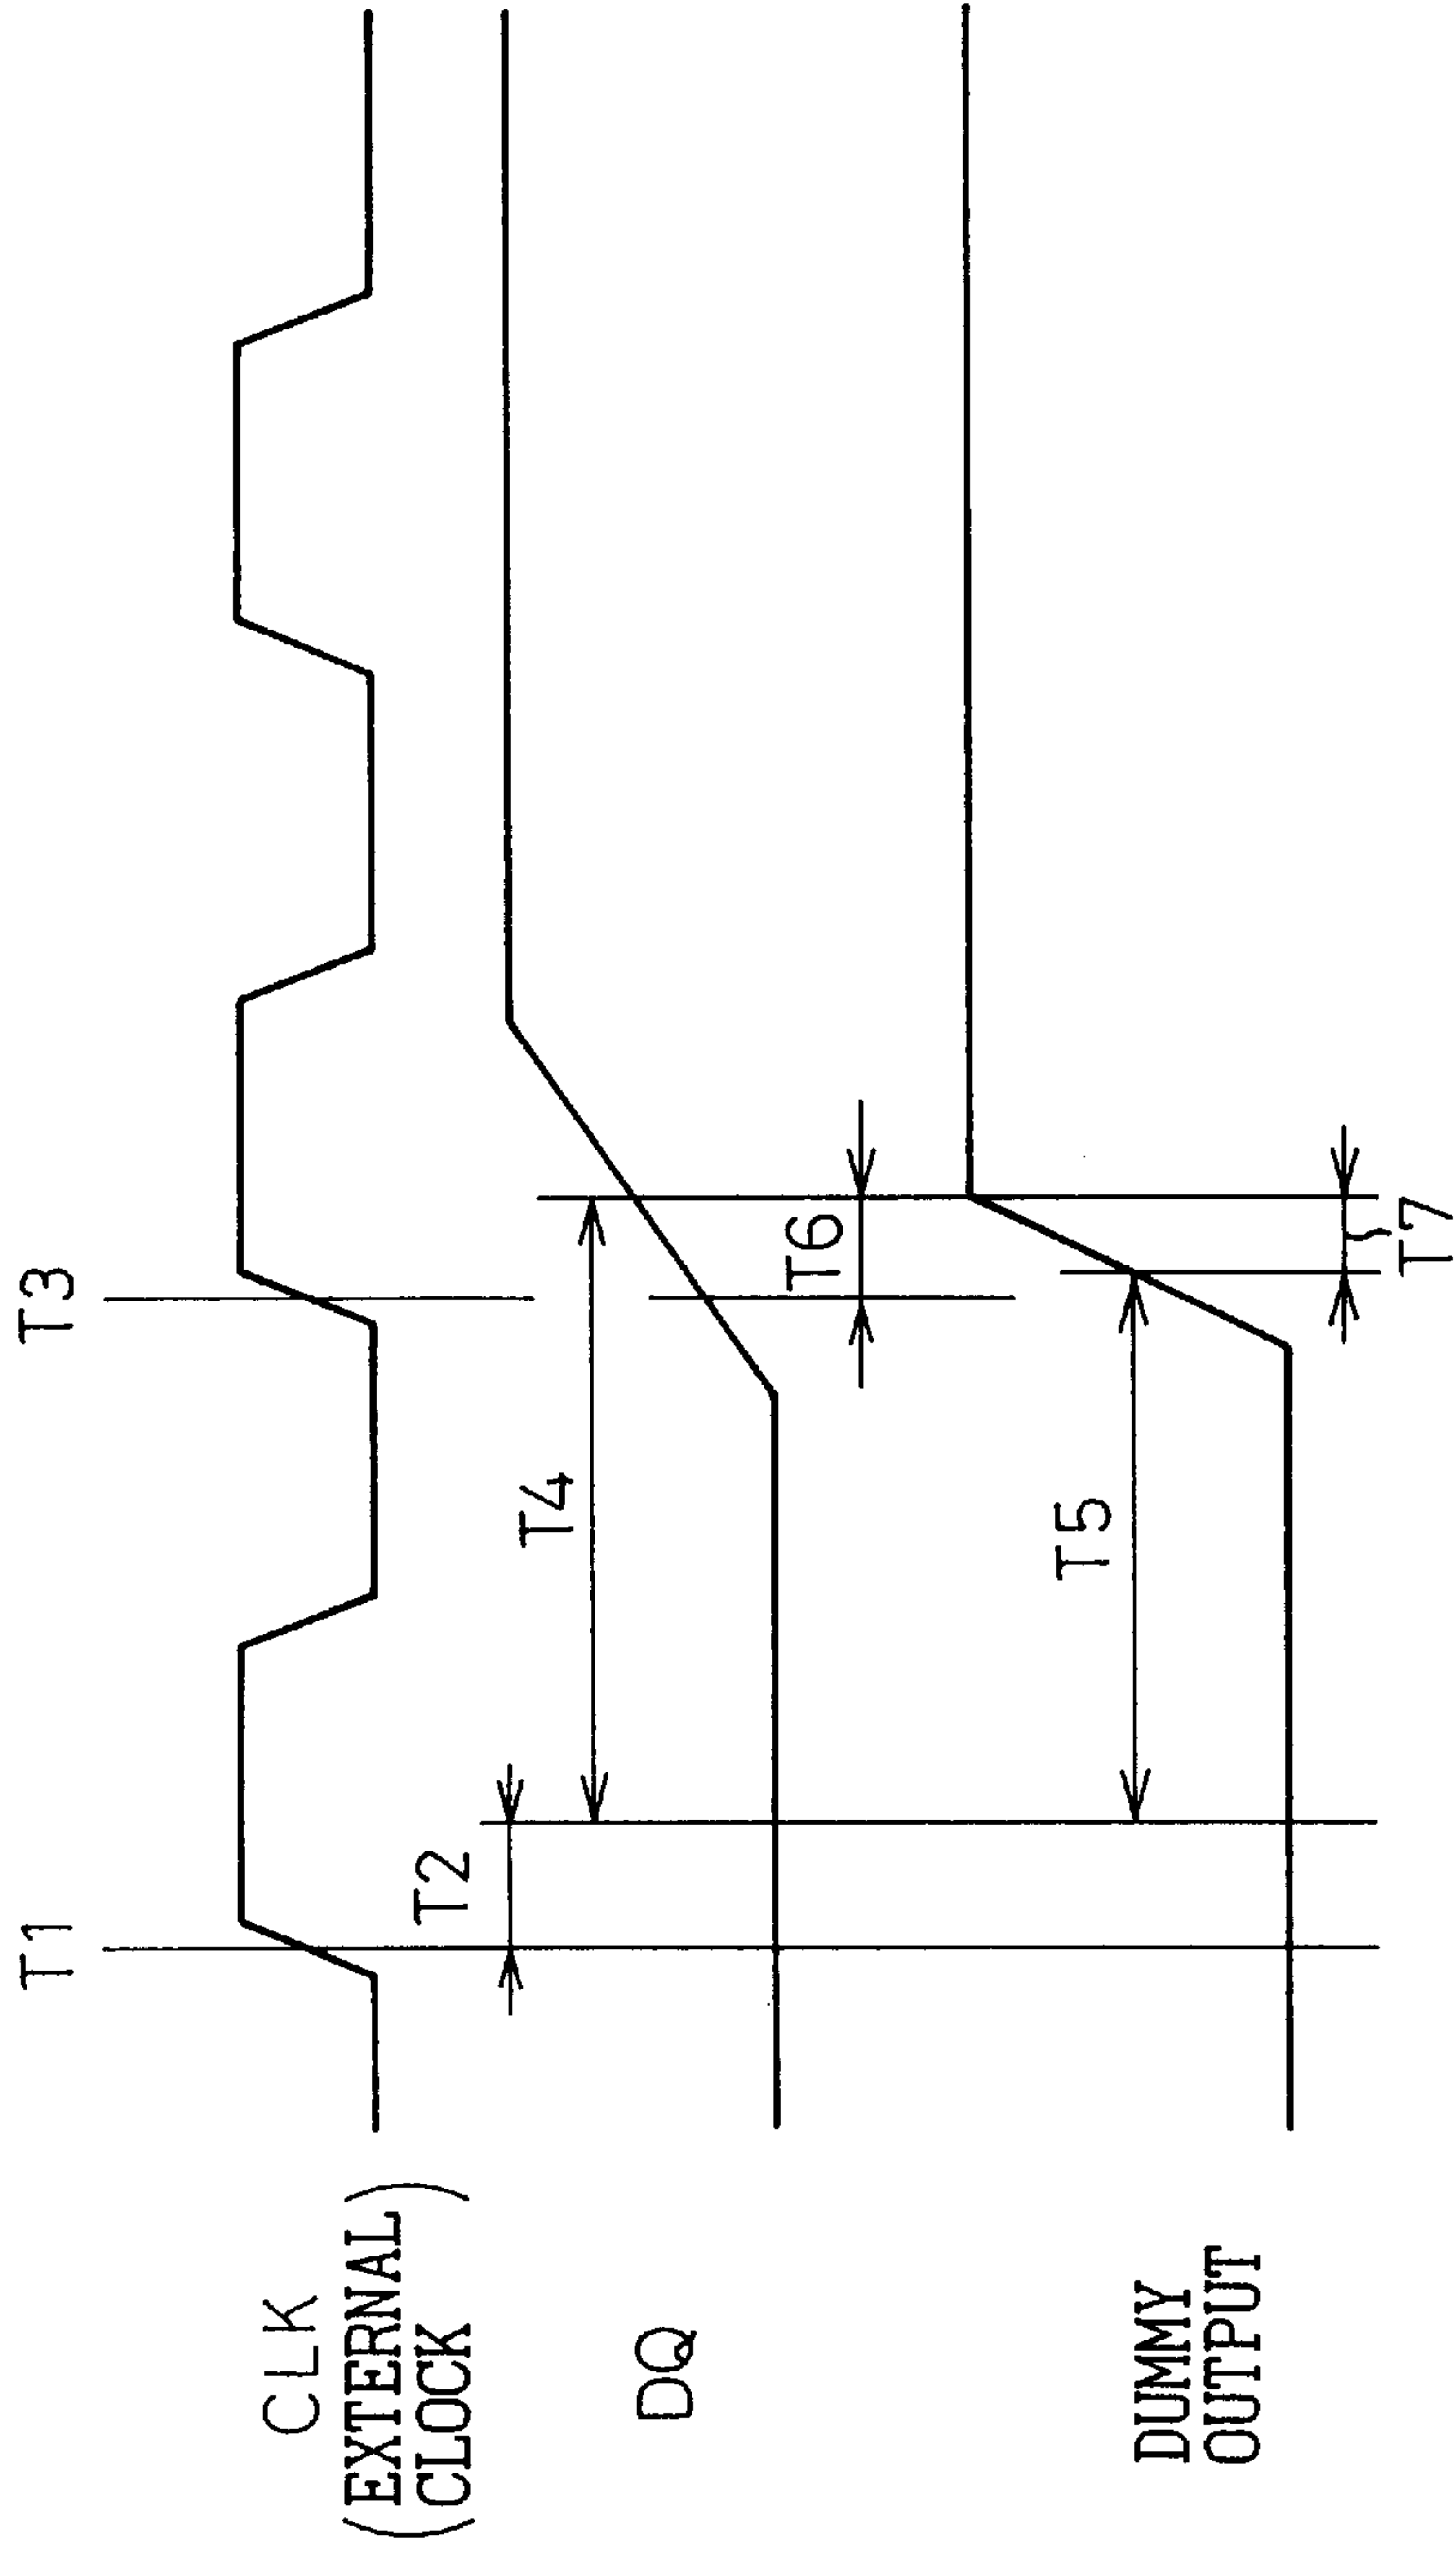 T1
T3
CLK
(EXTERNAL
CLOCK)
T2
T4
DQ
T6
T5
DUMMY
OUTPUT
T7